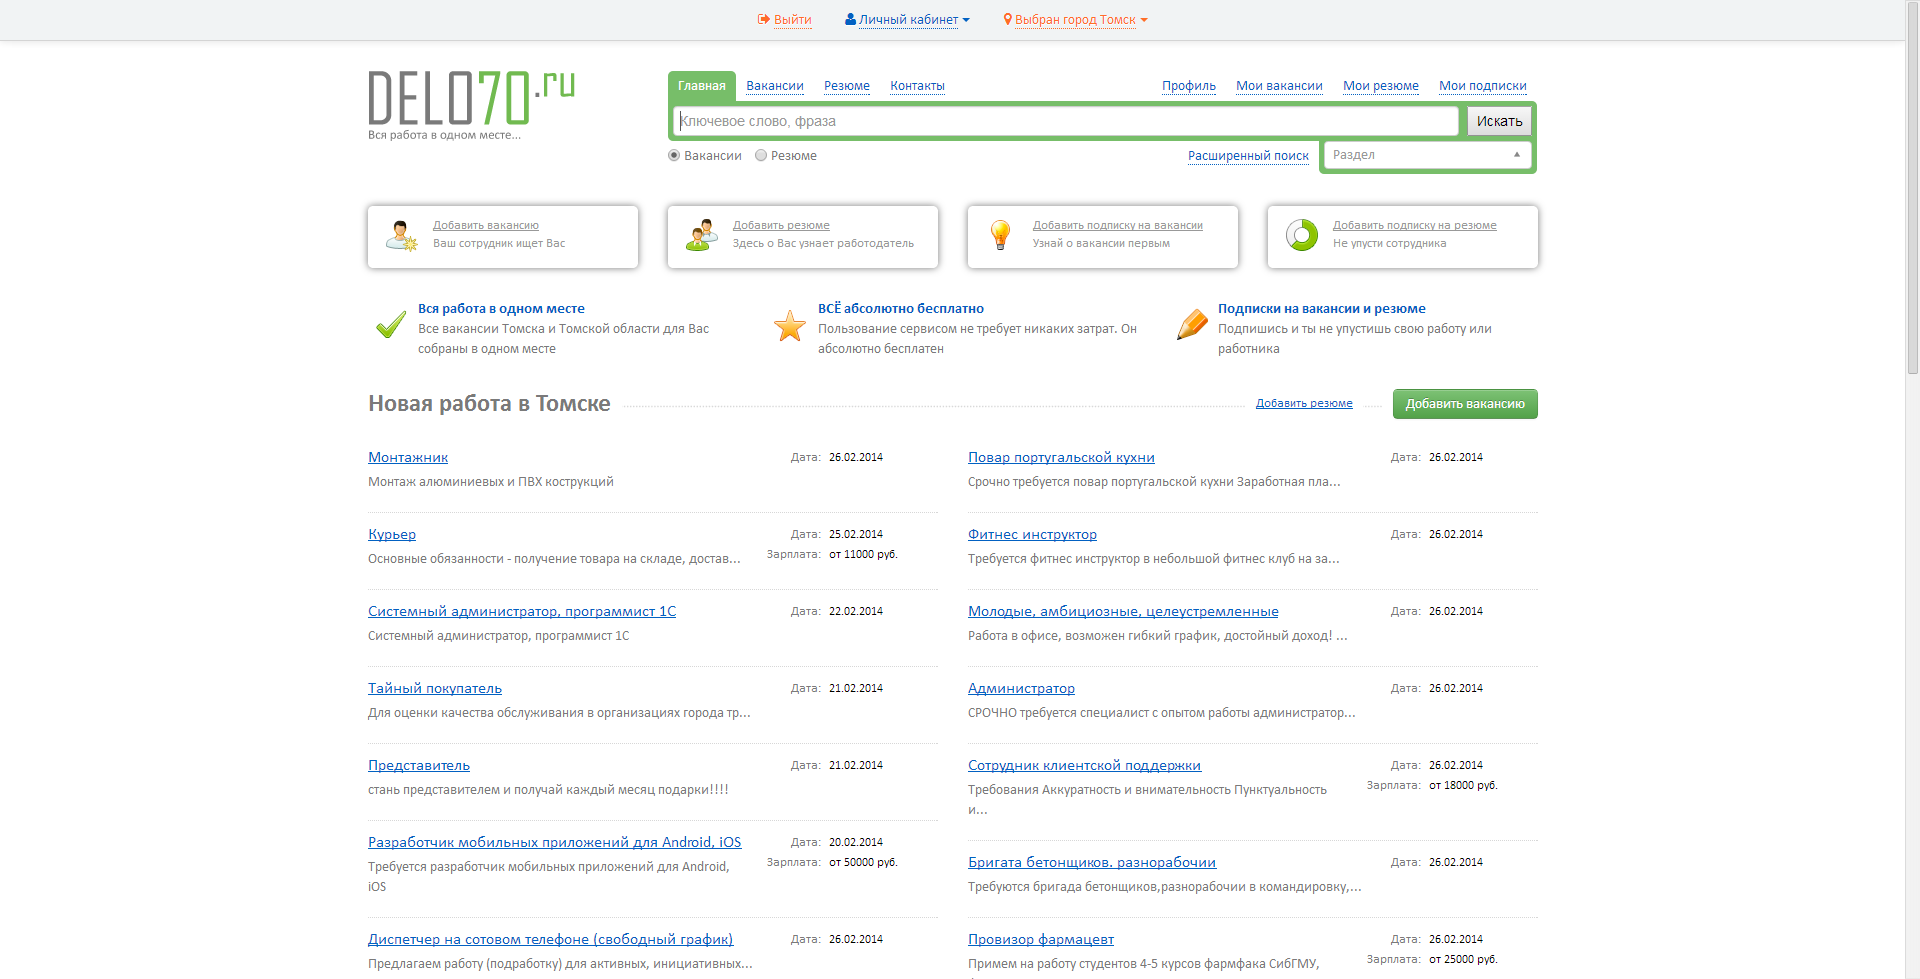 Выйти
Личный кабинет
Выбран город Томск
DELO70.ru
Вся работа в одном месте...
Главная
Вакансии
Резюме
Контакты
Профиль
Мои вакансии
Мои резюме
Мои подписки
Ключевое слово, фраза
Искать
Вакансии
Резюме
Расширенный поиск
Раздел
Добавить вакансию
Ваш сотрудник ищет Вас
Добавить резюме
Здесь о Вас узнает работодатель
Добавить подписку на вакансии
Узнай о вакансии первым
Добавить подписку на резюме
Не упусти сотрудника
Вся работа в одном месте
Все вакансии Томска и Томской области для Вас
собраны в одном месте
ВСЁ абсолютно бесплатно
Пользование сервисом не требует никаких затрат. Он
абсолютно бесплатен
Подписки на вакансии и резюме
Подпишись и ты не упустишь свою работу или
работника
Новая работа в Томске
Добавить резюме
Добавить вакансию
Монтажник
Дата: 26.02.2014
Монтаж алюминиевых и ПВХ кострукций
Курьер
Дата: 25.02.2014
Зарплата: от 11000 руб.
Основные обязанности - получение товара на складе, достав...
Системный администратор, программист 1С
Дата: 22.02.2014
Системный администратор, программист 1С
Тайный покупатель
Дата: 21.02.2014
Для оценки качества обслуживания в организациях города тр...
Представитель
Дата: 21.02.2014
стань представителем и получай каждый месяц подарки!!!!
Разработчик мобильных приложений для Android, iOS
Дата: 20.02.2014
Зарплата: от 50000 руб.
Требуется разработчик мобильных приложений для Android,
iOS
Диспетчер на сотовом телефоне (свободный график)
Дата: 26.02.2014
Предлагаем работу (подработку) для активных, инициативных...
Повар португальской кухни
Дата: 26.02.2014
Срочно требуется повар португальской кухни Заработная пла...
Фитнес инструктор
Дата: 26.02.2014
Требуется фитнес инструктор в небольшой фитнес клуб на за...
Молодые, амбициозные, целеустремленные
Дата: 26.02.2014
Работа в офисе, возможен гибкий график, достойный доход! ...
Администратор
Дата: 26.02.2014
СРОЧНО требуется специалист с опытом работы администратор...
Сотрудник клиентской поддержки
Дата: 26.02.2014
Зарплата: от 18000 руб.
Требования Аккуратность и внимательность Пунктуальность
и...
Бригата бетонщиков. разнорабочии
Дата: 26.02.2014
Требуются бригада бетонщиков,разнорабочии в командировку,...
Провизор фармацевт
Дата: 26.02.2014
Зарплата: от 25000 руб.
Примем на работу студентов 4-5 курсов фармфака СибГМУ,